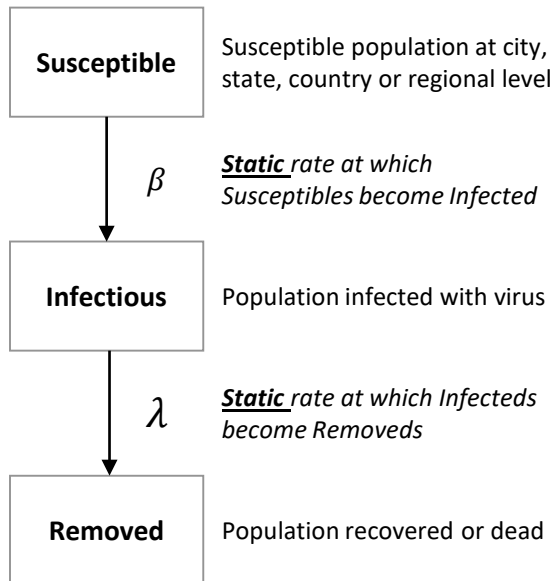 Susceptible
Susceptible population at city,
state, country or regional level
β
Static rate at which
Susceptibles become Infected
Infectious
Population infected with virus
λ
Static rate at which Infecteds
become Removeds
Removed
Population recovered or dead